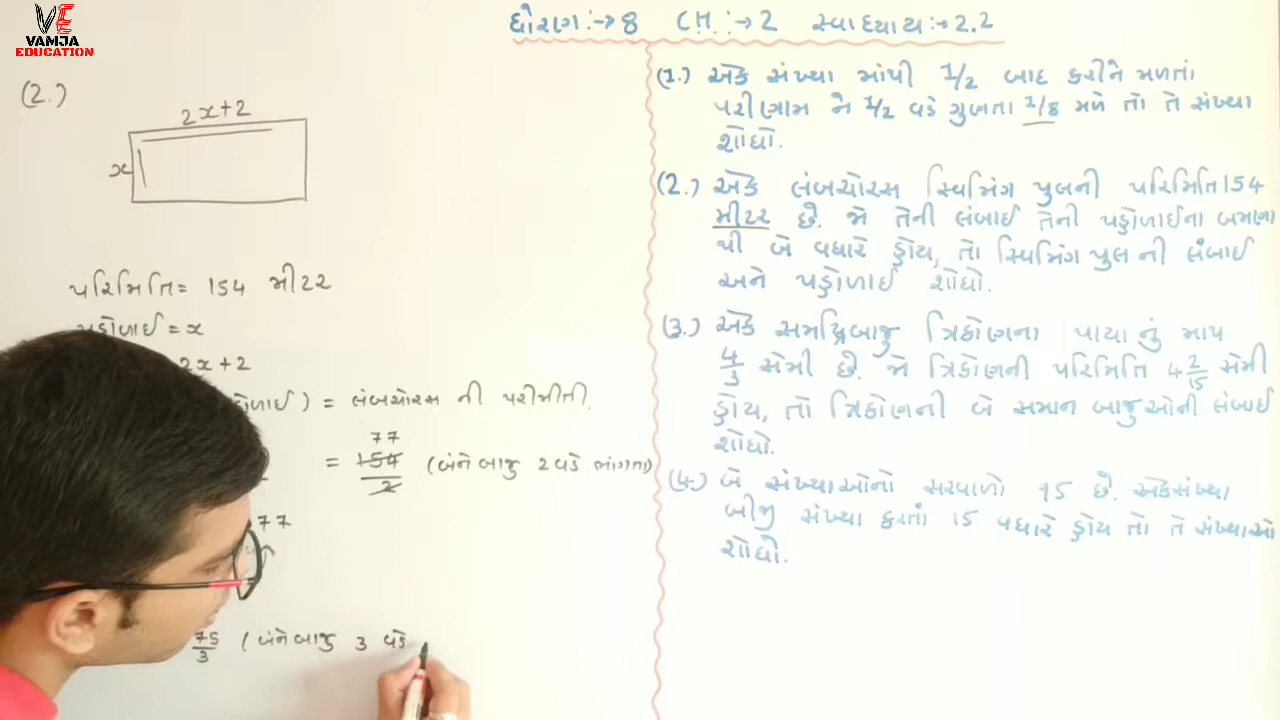 VAMJA
EDUCATION
ધોરણ :→ 8 CH. :→ 2 સ્વાધ્યાય :→ 2.2
(2.)
2x+2
x
પરિમિતિ = 154 મીટર
પહોળાઈ = x
2x+2
= લંબચોરસ ની પરીમીતી.
77
= 154 (બંને બાજુ 2 વડે ભાંગતા)
2
77
75 (બંને બાજુ 3 વડે
3
(1.) એક સંખ્યા માંથી 1/2 બાદ કરીને મળતાં
પરીણામ ને 1/2 વડે ગુણતા 1/8 મળે તો તે સંખ્યા
શોધો.
(2.) એક લંબચોરસ સ્વિમિંગ પુલની પરિમિતિ 154
મીટર છે. જો તેની લંબાઈ તેની પહોળાઈના બમણા
થી બે વધારે હોય, તો સ્વિમિંગ પુલ ની લંબાઈ
અને પહોળાઈ શોધો.
(3.) એક સમદ્વિબાજુ ત્રિકોણના પાયા નું માપ
4/3 સેમી છે. જો ત્રિકોણની પરિમિતિ 4 2/15 સેમી
હોય, તો ત્રિકોણની બે સમાન બાજુઓની લંબાઈ
શોધો.
(4.) બે સંખ્યાઓનો સરવાળો 95 છે. એક સંખ્યા
બીજી સંખ્યા કરતાં 15 વધારે હોય તો તે સંખ્યાઓ
શોધો.